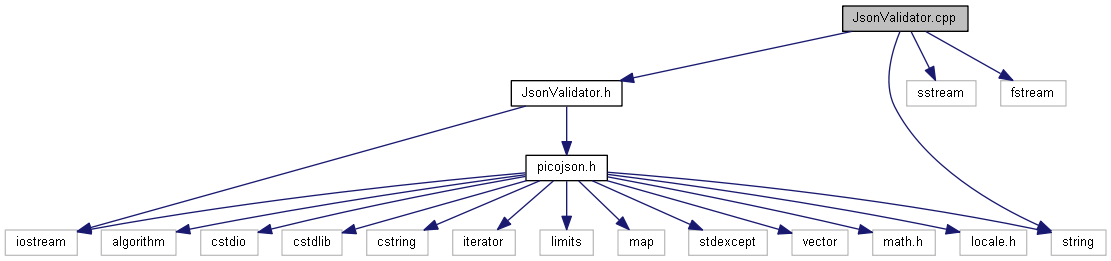 JsonValidator.cpp
JsonValidator.h
sstream
fstream
picojson.h
iostream
algorithm
cstdio
cstdlib
cstring
iterator
limits
map
stdexcept
vector
math.h
locale.h
string